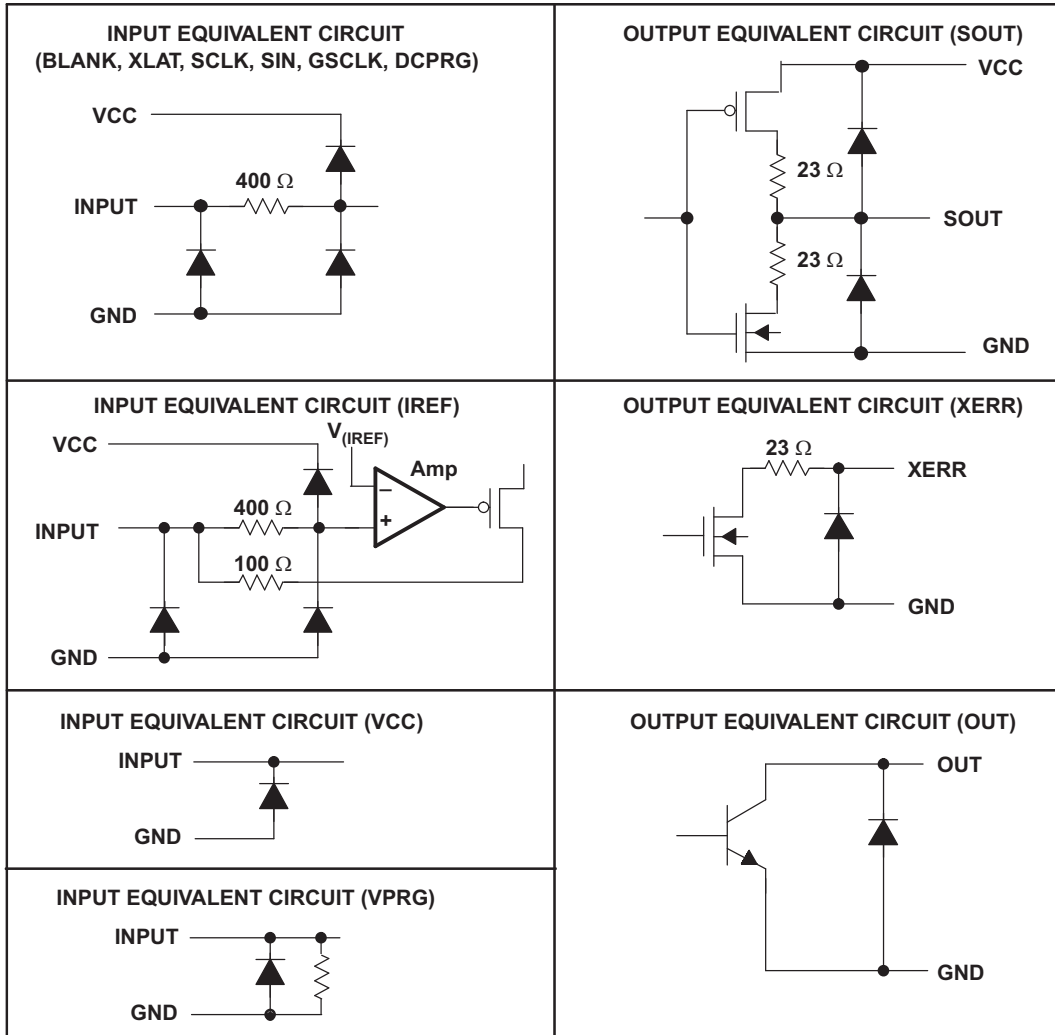 INPUT EQUIVALENT CIRCUIT
(BLANK, XLAT, SCLK, SIN, GSCLK, DCPRG)
VCC
400 Ω
INPUT
GND
OUTPUT EQUIVALENT CIRCUIT (SOUT)
VCC
23 Ω
SOUT
23 Ω
GND
INPUT EQUIVALENT CIRCUIT (IREF)
V(IREF)
VCC
Amp
−
400 Ω
INPUT
+
100 Ω
GND
OUTPUT EQUIVALENT CIRCUIT (XERR)
23 Ω
XERR
GND
INPUT EQUIVALENT CIRCUIT (VCC)
INPUT
GND
OUTPUT EQUIVALENT CIRCUIT (OUT)
OUT
GND
INPUT EQUIVALENT CIRCUIT (VPRG)
INPUT
GND